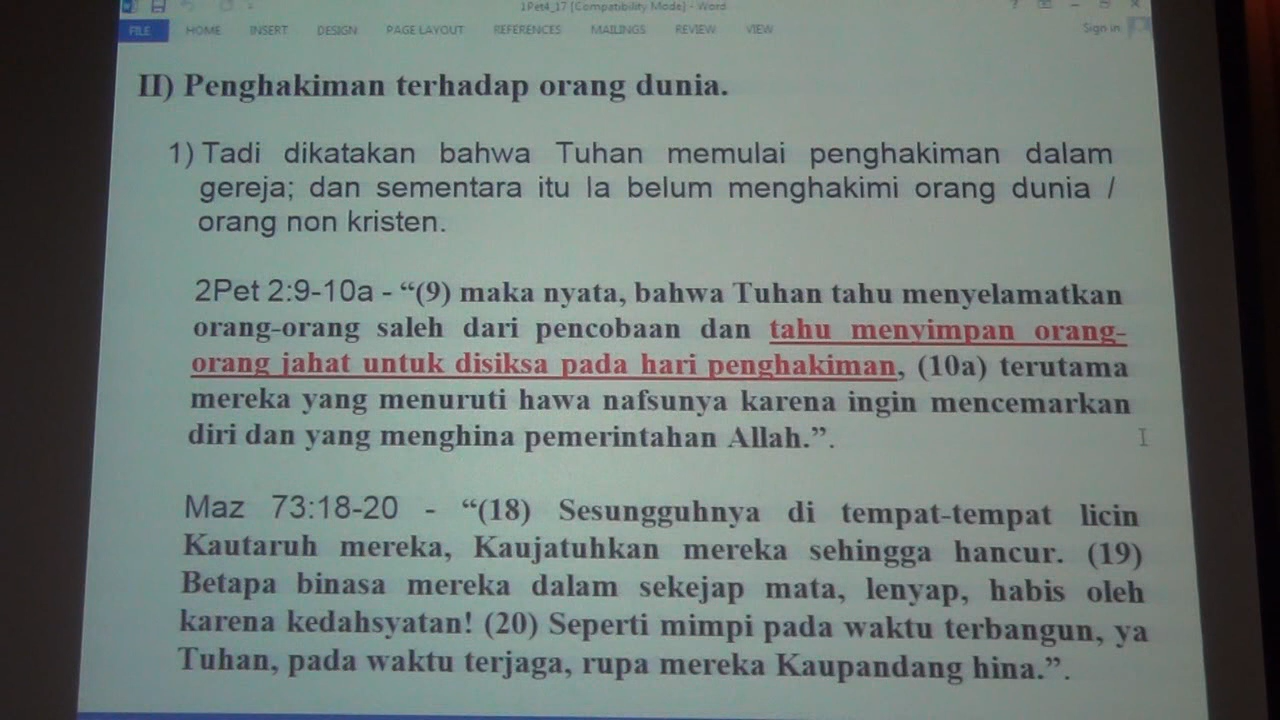 1Pet4_17 [Compatibility Mode] - Word
FILE HOME INSERT DESIGN PAGE LAYOUT REFERENCES MAILINGS REVIEW VIEW Sign in
II) Penghakiman terhadap orang dunia.
1) Tadi dikatakan bahwa Tuhan memulai penghakiman dalam
gereja; dan sementara itu Ia belum menghakimi orang dunia /
orang non kristen.
2Pet 2:9-10a - “(9) maka nyata, bahwa Tuhan tahu menyelamatkan
orang-orang saleh dari pencobaan dan tahu menyimpan orang-
orang jahat untuk disiksa pada hari penghakiman, (10a) terutama
mereka yang menuruti hawa nafsunya karena ingin mencemarkan
diri dan yang menghina pemerintahan Allah.”.
Maz 73:18-20 - “(18) Sesungguhnya di tempat-tempat licin
Kautaruh mereka, Kaujatuhkan mereka sehingga hancur. (19)
Betapa binasa mereka dalam sekejap mata, lenyap, habis oleh
karena kedahsyatan! (20) Seperti mimpi pada waktu terbangun, ya
Tuhan, pada waktu terjaga, rupa mereka Kaupandang hina.”.